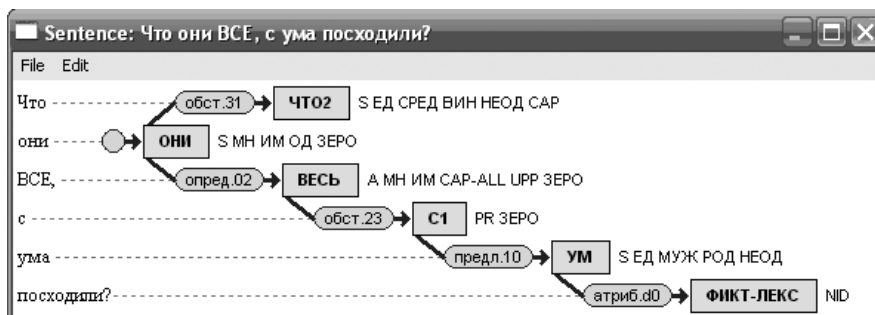 Sentence: Что они ВСЕ, с ума посходили?
File Edit
Что обст.31 ЧТО2 S ЕД СРЕД ВИН НЕОД CAP
они ОНИ S МН ИМ ОД ЗЕРО
ВСЕ, опред.02 ВЕСЬ A МН ИМ CAP-ALL UPP ЗЕРО
с обст.23 С1 PR ЗЕРО
ума предл.10 УМ S ЕД МУЖ РОД НЕОД
посходили? атриб.d0 ФИКТ-ЛЕКС NID